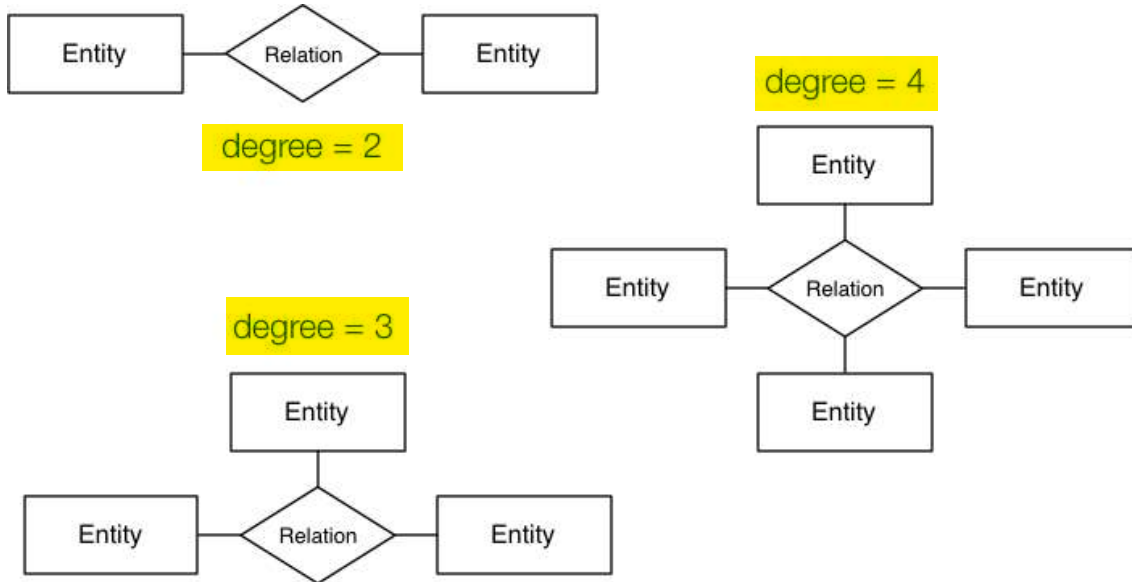 Entity
Relation
Entity
degree = 2
degree = 4
Entity
Entity
Relation
Entity
Entity
degree = 3
Entity
Entity
Relation
Entity